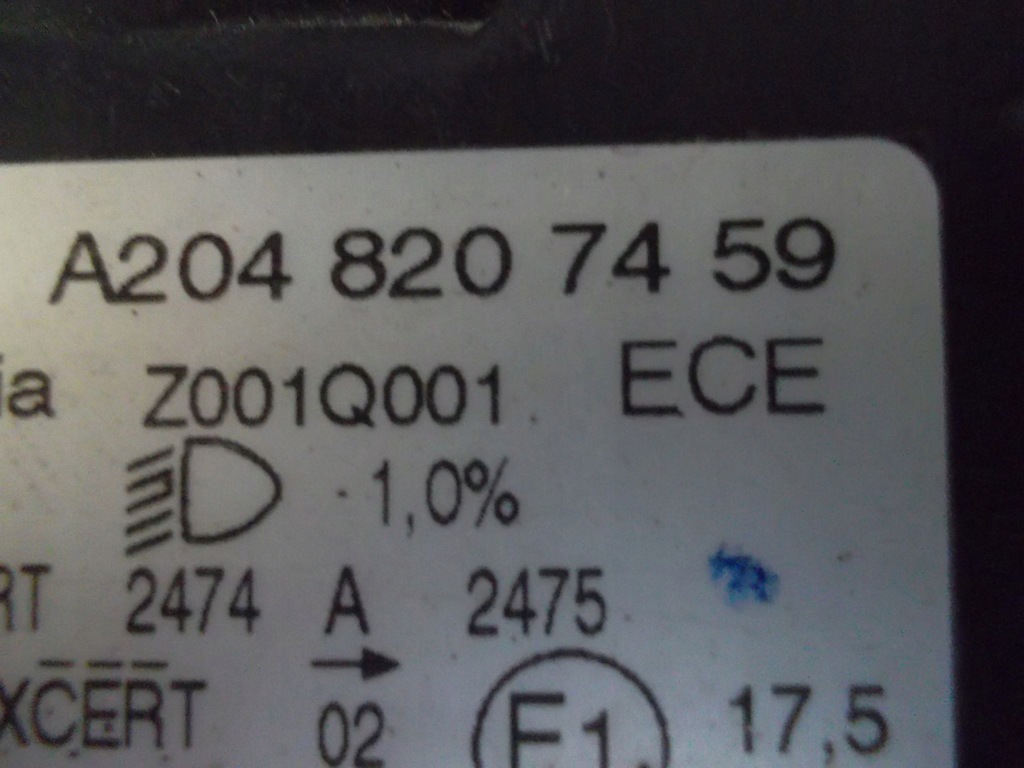 A204 820 74 59
ia Z001Q001 ECE
1,0%
RT 2474 A 2475
XCERT 02 E1 17,5